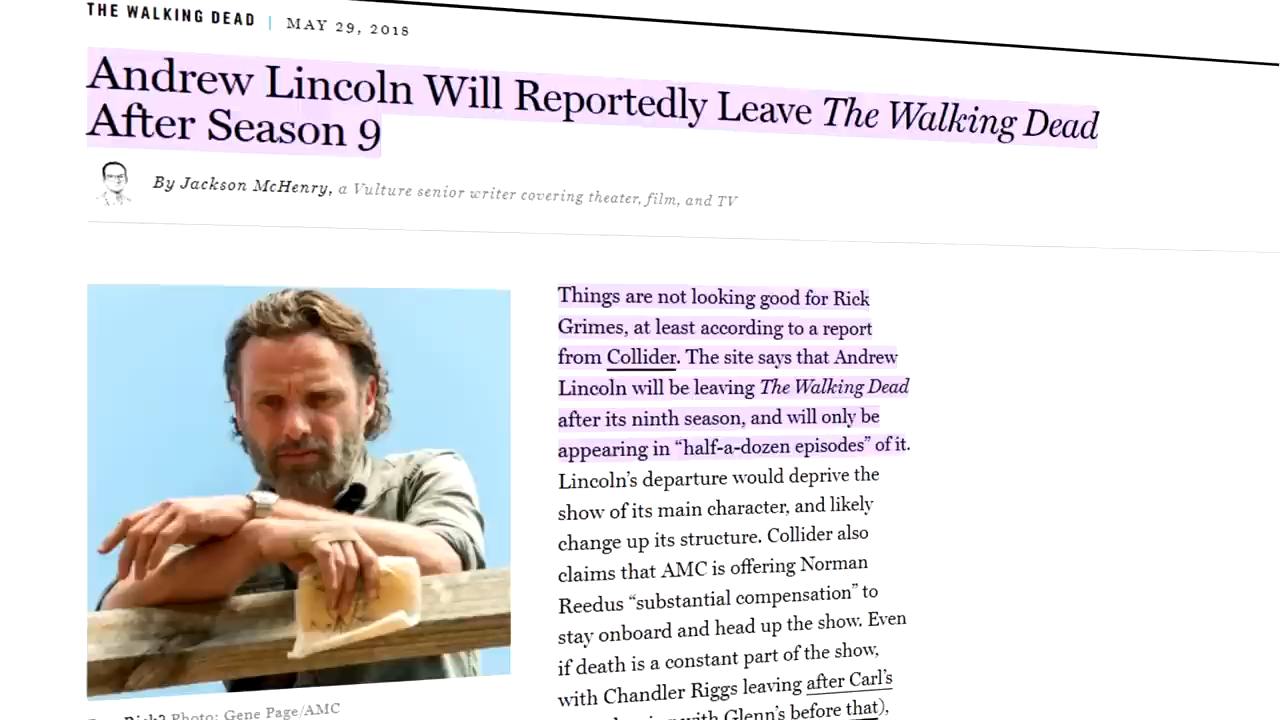 THE WALKING DEAD | MAY 29, 2018
Andrew Lincoln Will Reportedly Leave The Walking Dead
After Season 9
By Jackson McHenry, a Vulture senior writer covering theater, film, and TV
Things are not looking good for Rick
Grimes, at least according to a report
from Collider. The site says that Andrew
Lincoln will be leaving The Walking Dead
after its ninth season, and will only be
appearing in “half-a-dozen episodes” of it.
Lincoln’s departure would deprive the
show of its main character, and likely
change up its structure. Collider also
claims that AMC is offering Norman
Reedus “substantial compensation” to
stay onboard and head up the show. Even
if death is a constant part of the show,
with Chandler Riggs leaving after Carl’s
with Glenn’s before that),
Rick? Photo: Gene Page/AMC